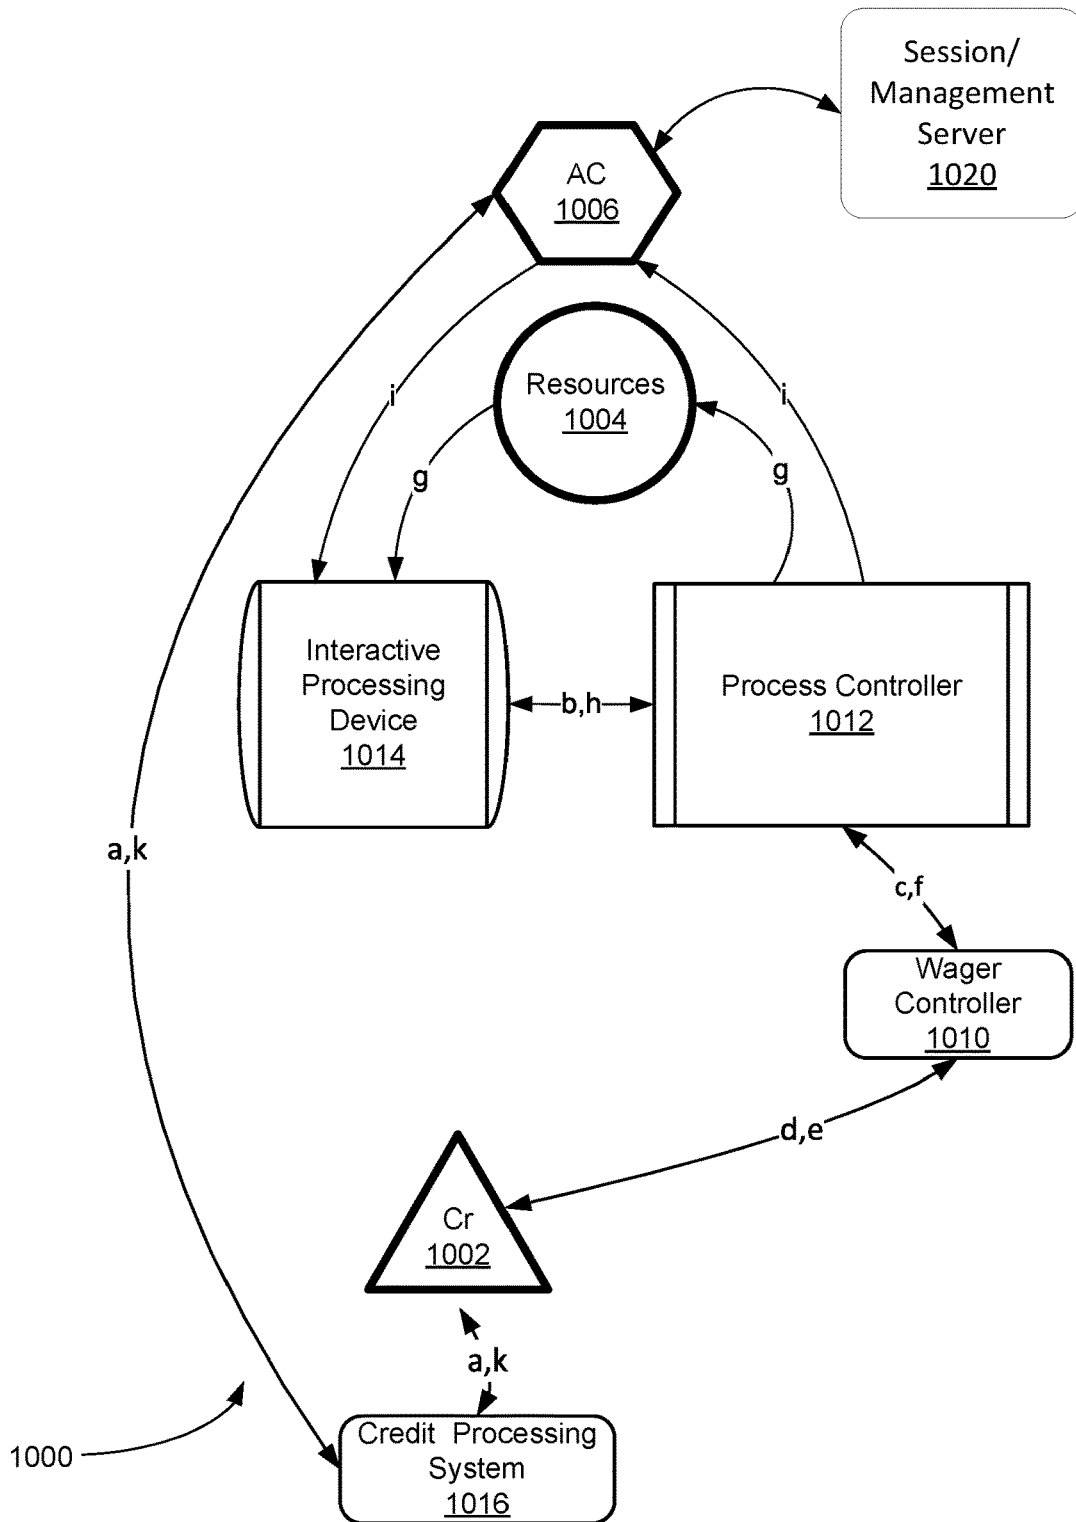 Session/
Management
Server
1020
AC
1006
Resources
1004
i
i
g
g
Interactive
Processing
Device
1014
b,h
Process Controller
1012
a,k
c,f
Wager
Controller
1010
d,e
Cr
1002
a,k
1000
Credit Processing
System
1016